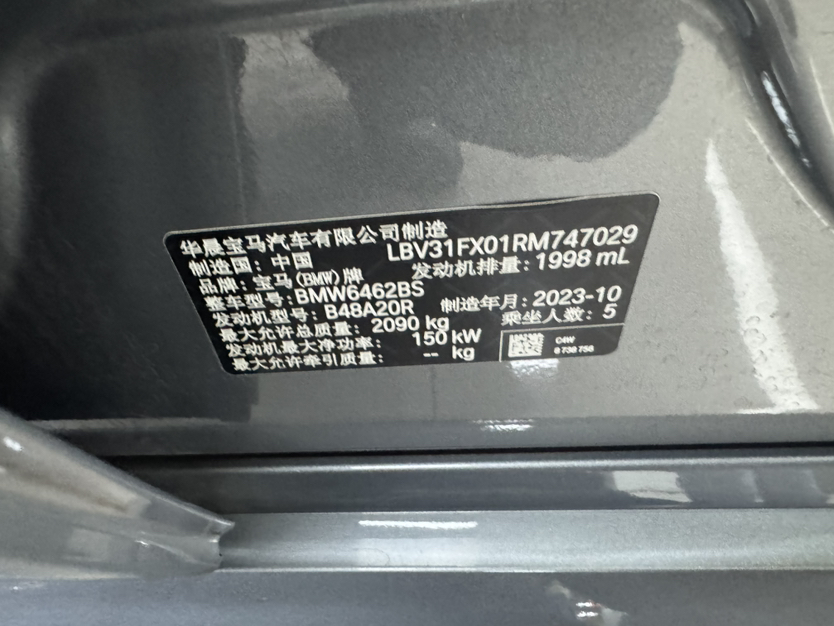 华晨宝马汽车有限公司制造
制造国：中国 LBV31FX01RM747029
品牌：宝马(BMW)牌 发动机排量：1998 mL
整车型号：BMW6462BS
发动机型号：B48A20R 制造年月：2023-10
最大允许总质量：2090 kg 乘坐人数：5
发动机最大净功率：150 kW
最大允许牵引质量：-- kg
C4W